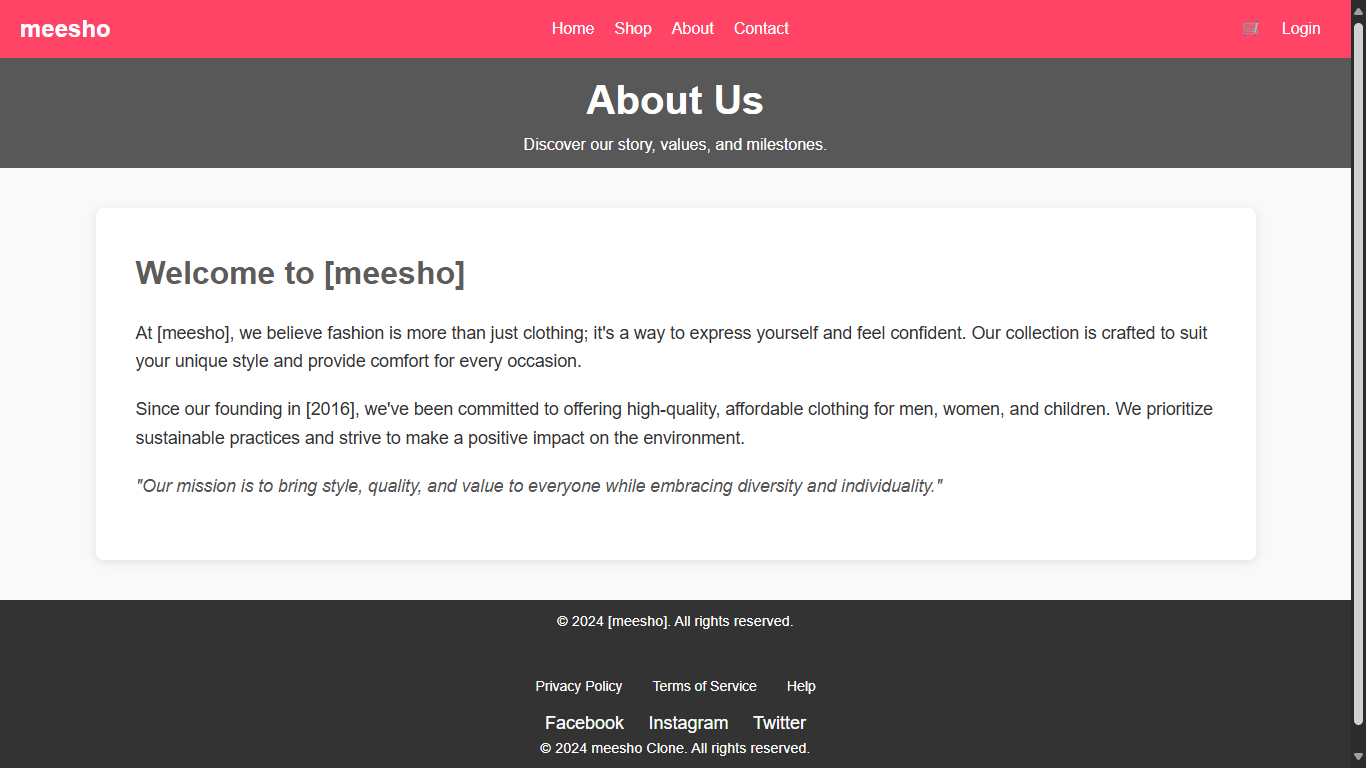 meesho
Home Shop About Contact
Login
About Us
Discover our story, values, and milestones.
Welcome to [meesho]
At [meesho], we believe fashion is more than just clothing; it's a way to express yourself and feel confident. Our collection is crafted to suit
your unique style and provide comfort for every occasion.
Since our founding in [2016], we've been committed to offering high-quality, affordable clothing for men, women, and children. We prioritize
sustainable practices and strive to make a positive impact on the environment.
"Our mission is to bring style, quality, and value to everyone while embracing diversity and individuality."
© 2024 [meesho]. All rights reserved.
Privacy Policy Terms of Service Help
Facebook Instagram Twitter
© 2024 meesho Clone. All rights reserved.